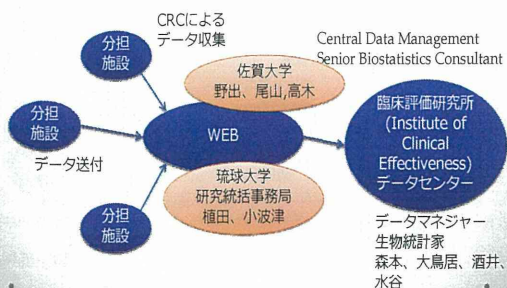 CRCによる
データ収集
Central Data Management
Senior Biostatistics Consultant
分担
施設
佐賀大学
野出、尾山,高木
分担
施設
WEB
臨床評価研究所
(Institute of
Clinical
Effectiveness)
データセンター
データ送付
琉球大学
研究統括事務局
植田、小波津
分担
施設
データマネジャー
生物統計家
森本、大鳥居、酒井、
水谷